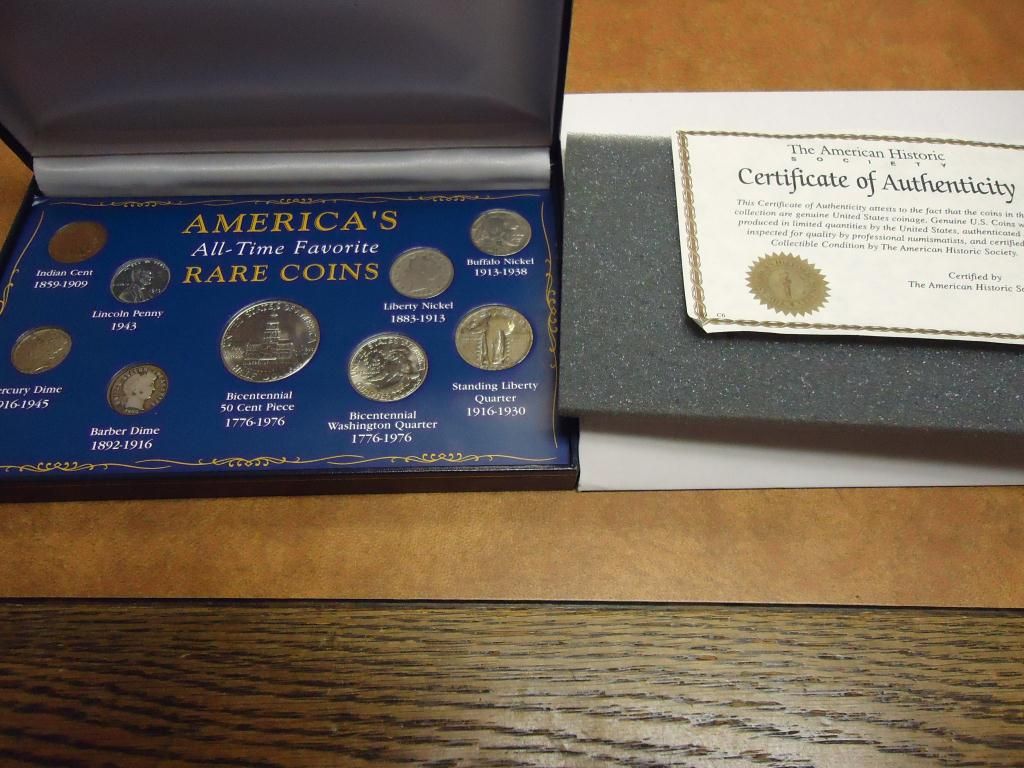 AMERICA'S
All-Time Favorite
RARE COINS
Indian Cent
1859-1909
Lincoln Penny
1943
Buffalo Nickel
1913-1938
Liberty Nickel
1883-1913
ercury Dime
916-1945
Barber Dime
1892-1916
Bicentennial
50 Cent Piece
1776-1976
Bicentennial
Washington Quarter
1776-1976
Standing Liberty
Quarter
1916-1930
The American Historic
SOCIETY
Certificate of Authenticity
This Certificate of Authenticity attests to the fact that the coins in th
collection are genuine United States coinage. Genuine U.S. Coins w
produced in limited quantities by the United States, authenticated
inspected for quality by professional numismatists, and certified
Collectible Condition by The American Historic Society.
Certified by
The American Historic So
C6